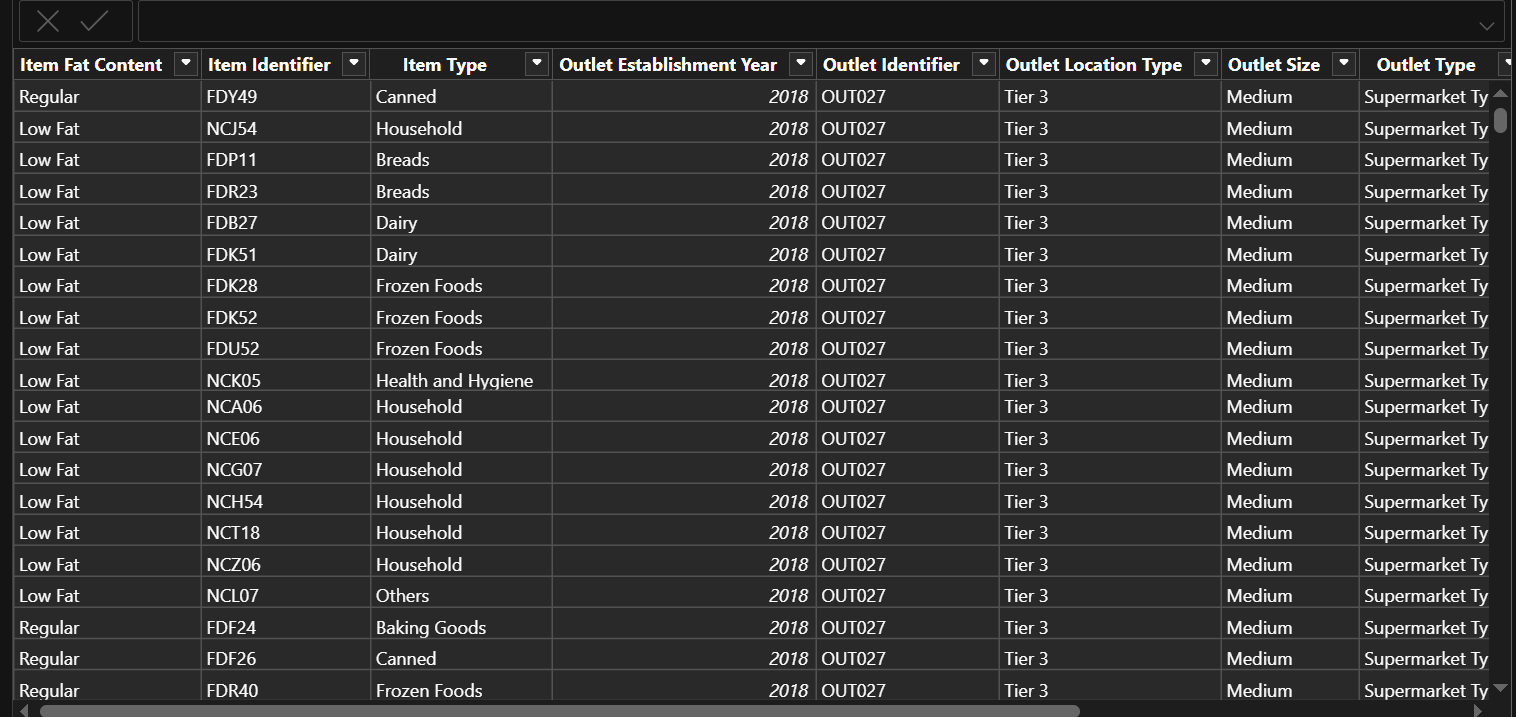 Item Fat Content Item Identifier Item Type Outlet Establishment Year Outlet Identifier Outlet Location Type Outlet Size Outlet Type
Regular FDY49 Canned 2018 OUT027 Tier 3 Medium Supermarket Ty
Low Fat NCJ54 Household 2018 OUT027 Tier 3 Medium Supermarket Ty
Low Fat FDP11 Breads 2018 OUT027 Tier 3 Medium Supermarket Ty
Low Fat FDR23 Breads 2018 OUT027 Tier 3 Medium Supermarket Ty
Low Fat FDB27 Dairy 2018 OUT027 Tier 3 Medium Supermarket Ty
Low Fat FDK51 Dairy 2018 OUT027 Tier 3 Medium Supermarket Ty
Low Fat FDK28 Frozen Foods 2018 OUT027 Tier 3 Medium Supermarket Ty
Low Fat FDK52 Frozen Foods 2018 OUT027 Tier 3 Medium Supermarket Ty
Low Fat FDU52 Frozen Foods 2018 OUT027 Tier 3 Medium Supermarket Ty
Low Fat NCK05 Health and Hygiene 2018 OUT027 Tier 3 Medium Supermarket Ty
Low Fat NCA06 Household 2018 OUT027 Tier 3 Medium Supermarket Ty
Low Fat NCE06 Household 2018 OUT027 Tier 3 Medium Supermarket Ty
Low Fat NCG07 Household 2018 OUT027 Tier 3 Medium Supermarket Ty
Low Fat NCH54 Household 2018 OUT027 Tier 3 Medium Supermarket Ty
Low Fat NCT18 Household 2018 OUT027 Tier 3 Medium Supermarket Ty
Low Fat NCZ06 Household 2018 OUT027 Tier 3 Medium Supermarket Ty
Low Fat NCL07 Others 2018 OUT027 Tier 3 Medium Supermarket Ty
Regular FDF24 Baking Goods 2018 OUT027 Tier 3 Medium Supermarket Ty
Regular FDF26 Canned 2018 OUT027 Tier 3 Medium Supermarket Ty
Regular FDR40 Frozen Foods 2018 OUT027 Tier 3 Medium Supermarket Ty